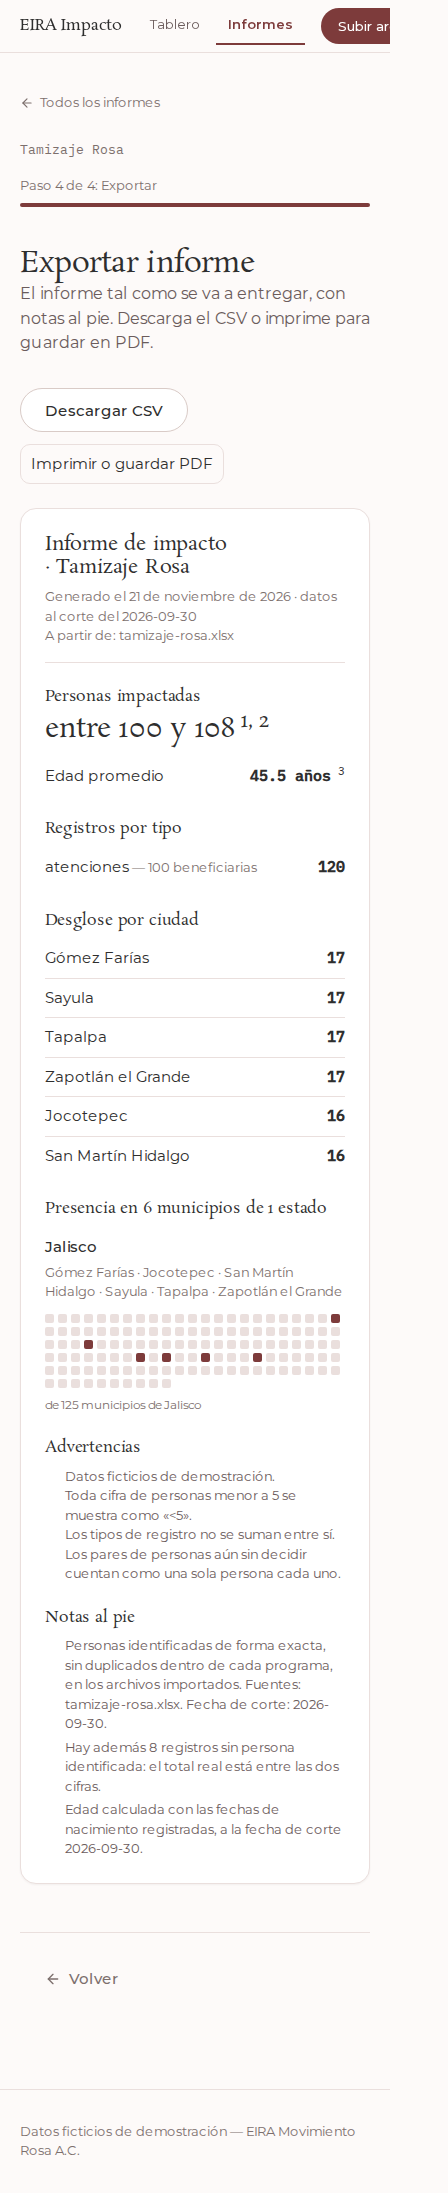 EIRA Impacto Tablero Informes Subir ar
← Todos los informes
Tamizaje Rosa
Paso 4 de 4: Exportar
Exportar informe
El informe tal como se va a entregar, con
notas al pie. Descarga el CSV o imprime para
guardar en PDF.
Descargar CSV
Imprimir o guardar PDF
Informe de impacto
· Tamizaje Rosa
Generado el 21 de noviembre de 2026 · datos
al corte del 2026-09-30
A partir de: tamizaje-rosa.xlsx
Personas impactadas
entre 100 y 108 1, 2
Edad promedio 45.5 años 3
Registros por tipo
atenciones — 100 beneficiarias 120
Desglose por ciudad
Gómez Farías 17
Sayula 17
Tapalpa 17
Zapotlán el Grande 17
Jocotepec 16
San Martín Hidalgo 16
Presencia en 6 municipios de 1 estado
Jalisco
Gómez Farías · Jocotepec · San Martín
Hidalgo · Sayula · Tapalpa · Zapotlán el Grande
de 125 municipios de Jalisco
Advertencias
Datos ficticios de demostración.
Toda cifra de personas menor a 5 se
muestra como «<5».
Los tipos de registro no se suman entre sí.
Los pares de personas aún sin decidir
cuentan como una sola persona cada uno.
Notas al pie
Personas identificadas de forma exacta,
sin duplicados dentro de cada programa,
en los archivos importados. Fuentes:
tamizaje-rosa.xlsx. Fecha de corte: 2026-
09-30.
Hay además 8 registros sin persona
identificada: el total real está entre las dos
cifras.
Edad calculada con las fechas de
nacimiento registradas, a la fecha de corte
2026-09-30.
← Volver
Datos ficticios de demostración — EIRA Movimiento
Rosa A.C.